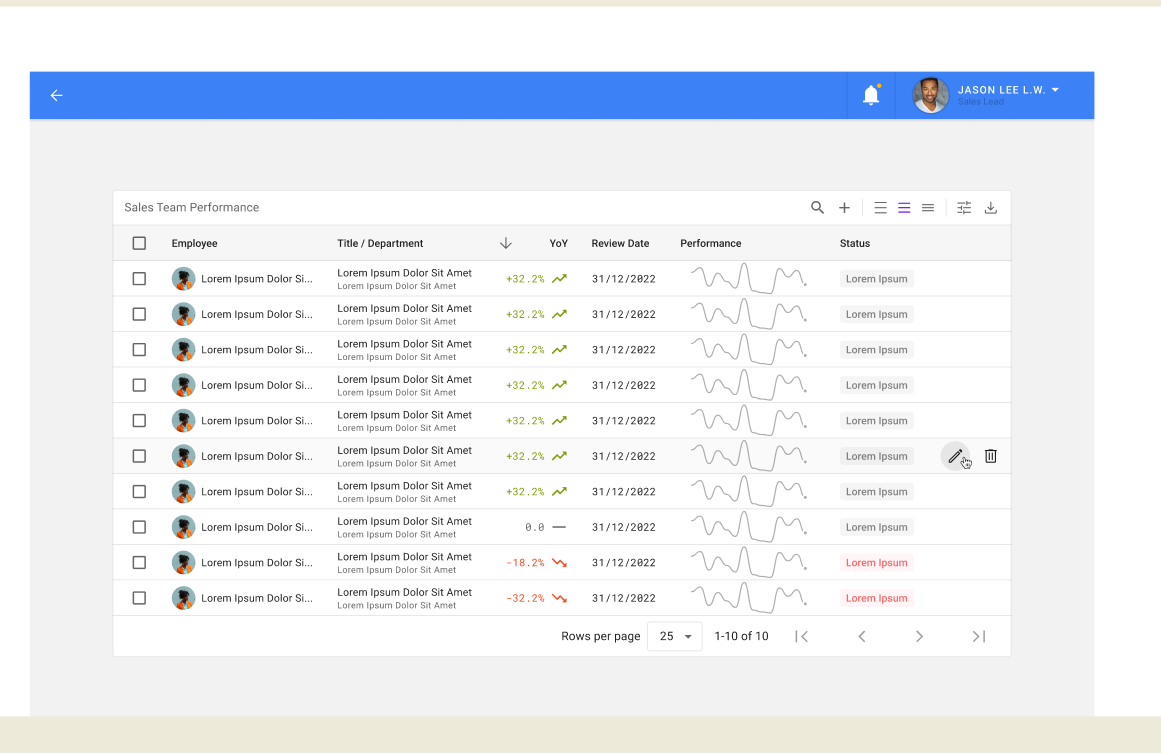 JASON LEE L.W.
Sales Lead
Sales Team Performance
Employee Title / Department YoY Review Date Performance Status
Lorem Ipsum Dolor Si... Lorem Ipsum Dolor Sit Amet +32.2% 31/12/2022 Lorem Ipsum
Lorem Ipsum Dolor Sit Amet
Lorem Ipsum Dolor Si... Lorem Ipsum Dolor Sit Amet +32.2% 31/12/2022 Lorem Ipsum
Lorem Ipsum Dolor Sit Amet
Lorem Ipsum Dolor Si... Lorem Ipsum Dolor Sit Amet +32.2% 31/12/2022 Lorem Ipsum
Lorem Ipsum Dolor Sit Amet
Lorem Ipsum Dolor Si... Lorem Ipsum Dolor Sit Amet +32.2% 31/12/2022 Lorem Ipsum
Lorem Ipsum Dolor Sit Amet
Lorem Ipsum Dolor Si... Lorem Ipsum Dolor Sit Amet +32.2% 31/12/2022 Lorem Ipsum
Lorem Ipsum Dolor Sit Amet
Lorem Ipsum Dolor Si... Lorem Ipsum Dolor Sit Amet +32.2% 31/12/2022 Lorem Ipsum
Lorem Ipsum Dolor Sit Amet
Lorem Ipsum Dolor Si... Lorem Ipsum Dolor Sit Amet +32.2% 31/12/2022 Lorem Ipsum
Lorem Ipsum Dolor Sit Amet
Lorem Ipsum Dolor Si... Lorem Ipsum Dolor Sit Amet 0.0 31/12/2022 Lorem Ipsum
Lorem Ipsum Dolor Sit Amet
Lorem Ipsum Dolor Si... Lorem Ipsum Dolor Sit Amet -18.2% 31/12/2022 Lorem Ipsum
Lorem Ipsum Dolor Sit Amet
Lorem Ipsum Dolor Si... Lorem Ipsum Dolor Sit Amet -32.2% 31/12/2022 Lorem Ipsum
Lorem Ipsum Dolor Sit Amet
Rows per page 25 1-10 of 10